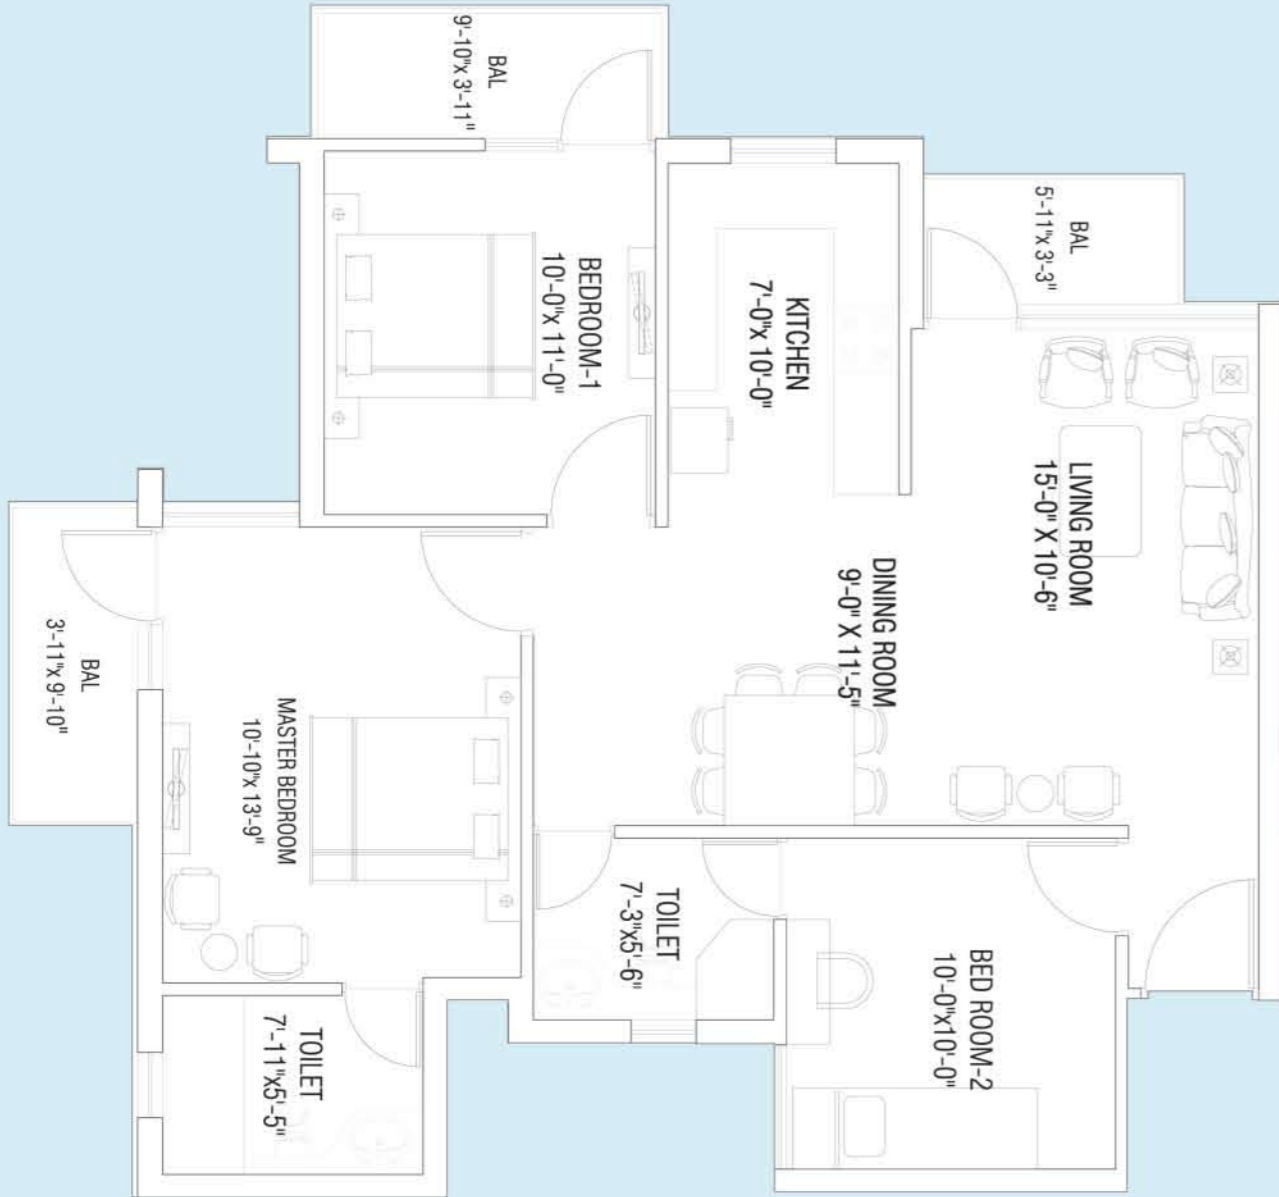 BAL
9'-10"x 3'-11"
BAL
5'-11"x 3'-3"
BEDROOM-1
10'-0"x 11'-0"
KITCHEN
7'-0"x 10'-0"
LIVING ROOM
15'-0" X 10'-6"
DINING ROOM
9'-0" X 11'-5"
BAL
3'-11"x 9'-10"
MASTER BEDROOM
10'-10"x 13'-9"
TOILET
7'-3"x5'-6"
BED ROOM-2
10'-0"x10'-0"
TOILET
7'-11"x5'-5"